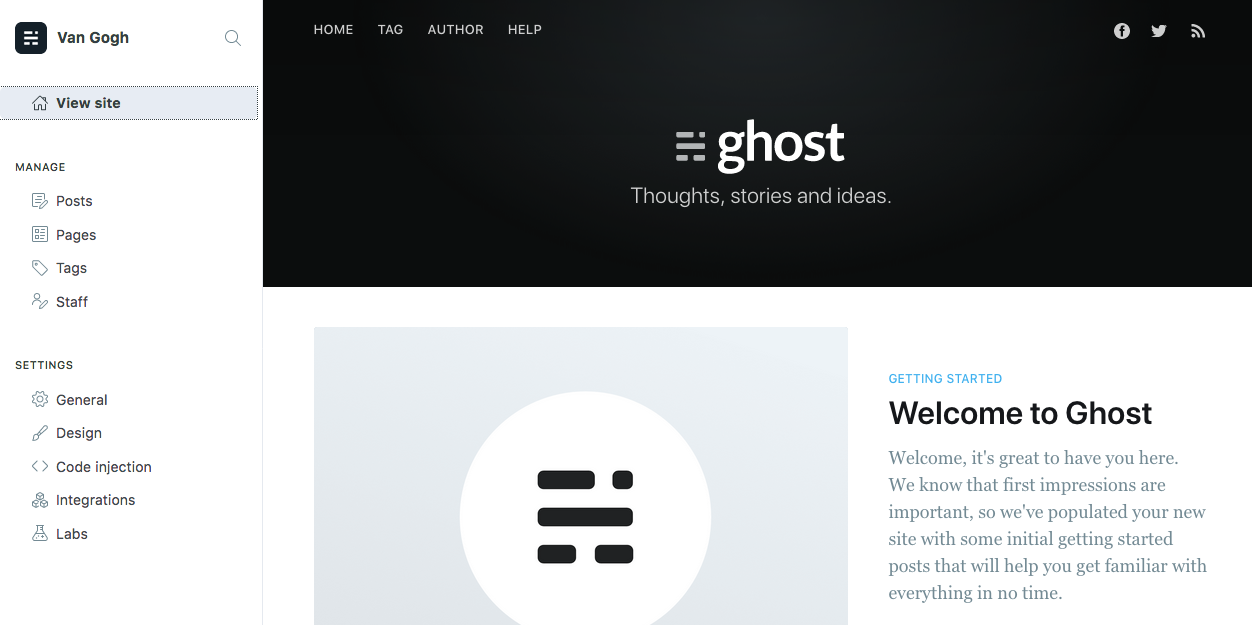 Van Gogh
View site
MANAGE
Posts
Pages
Tags
Staff
SETTINGS
General
Design
Code injection
Integrations
Labs
HOME TAG AUTHOR HELP
ghost
Thoughts, stories and ideas.
GETTING STARTED
Welcome to Ghost
Welcome, it's great to have you here.
We know that first impressions are
important, so we've populated your new
site with some initial getting started
posts that will help you get familiar with
everything in no time.